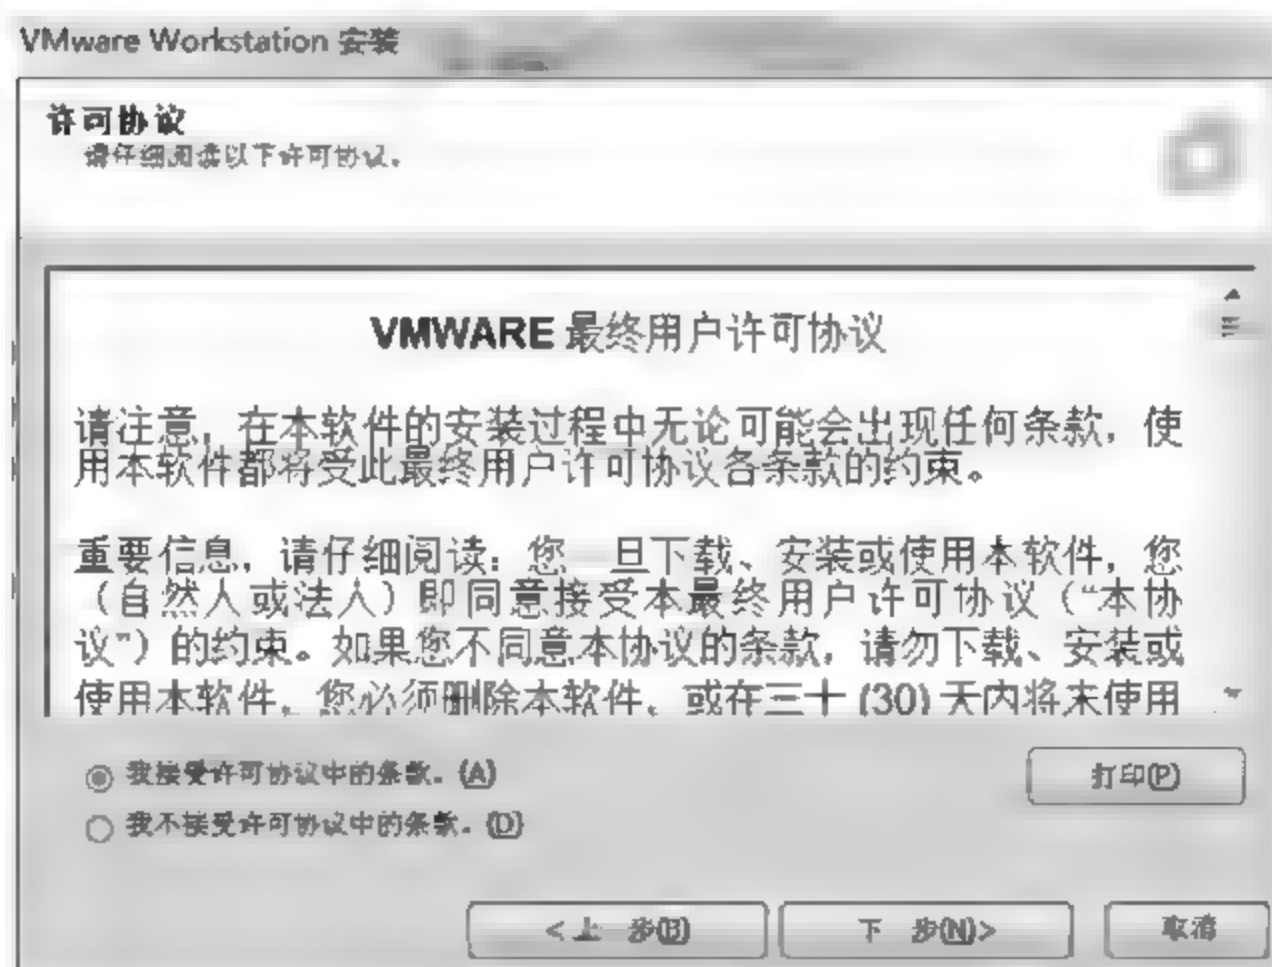 VMware Workstation 安装
许可协议
请仔细阅读以下许可协议。
VMWARE 最终用户许可协议
请注意，在本软件的安装过程中无论可能会出现任何条款，使
用本软件都将受此最终用户许可协议各条款的约束。
重要信息，请仔细阅读：您一旦下载、安装或使用本软件，您
（自然人或法人）即同意接受本最终用户许可协议（“本协
议”）的约束。如果您不同意本协议的条款，请勿下载、安装或
使用本软件，您必须删除本软件，或在三十 (30) 天内将未使用
我接受许可协议中的条款。(A)
打印(P)
我不接受许可协议中的条款。(D)
<上一步(B)
下一步(N)>
取消